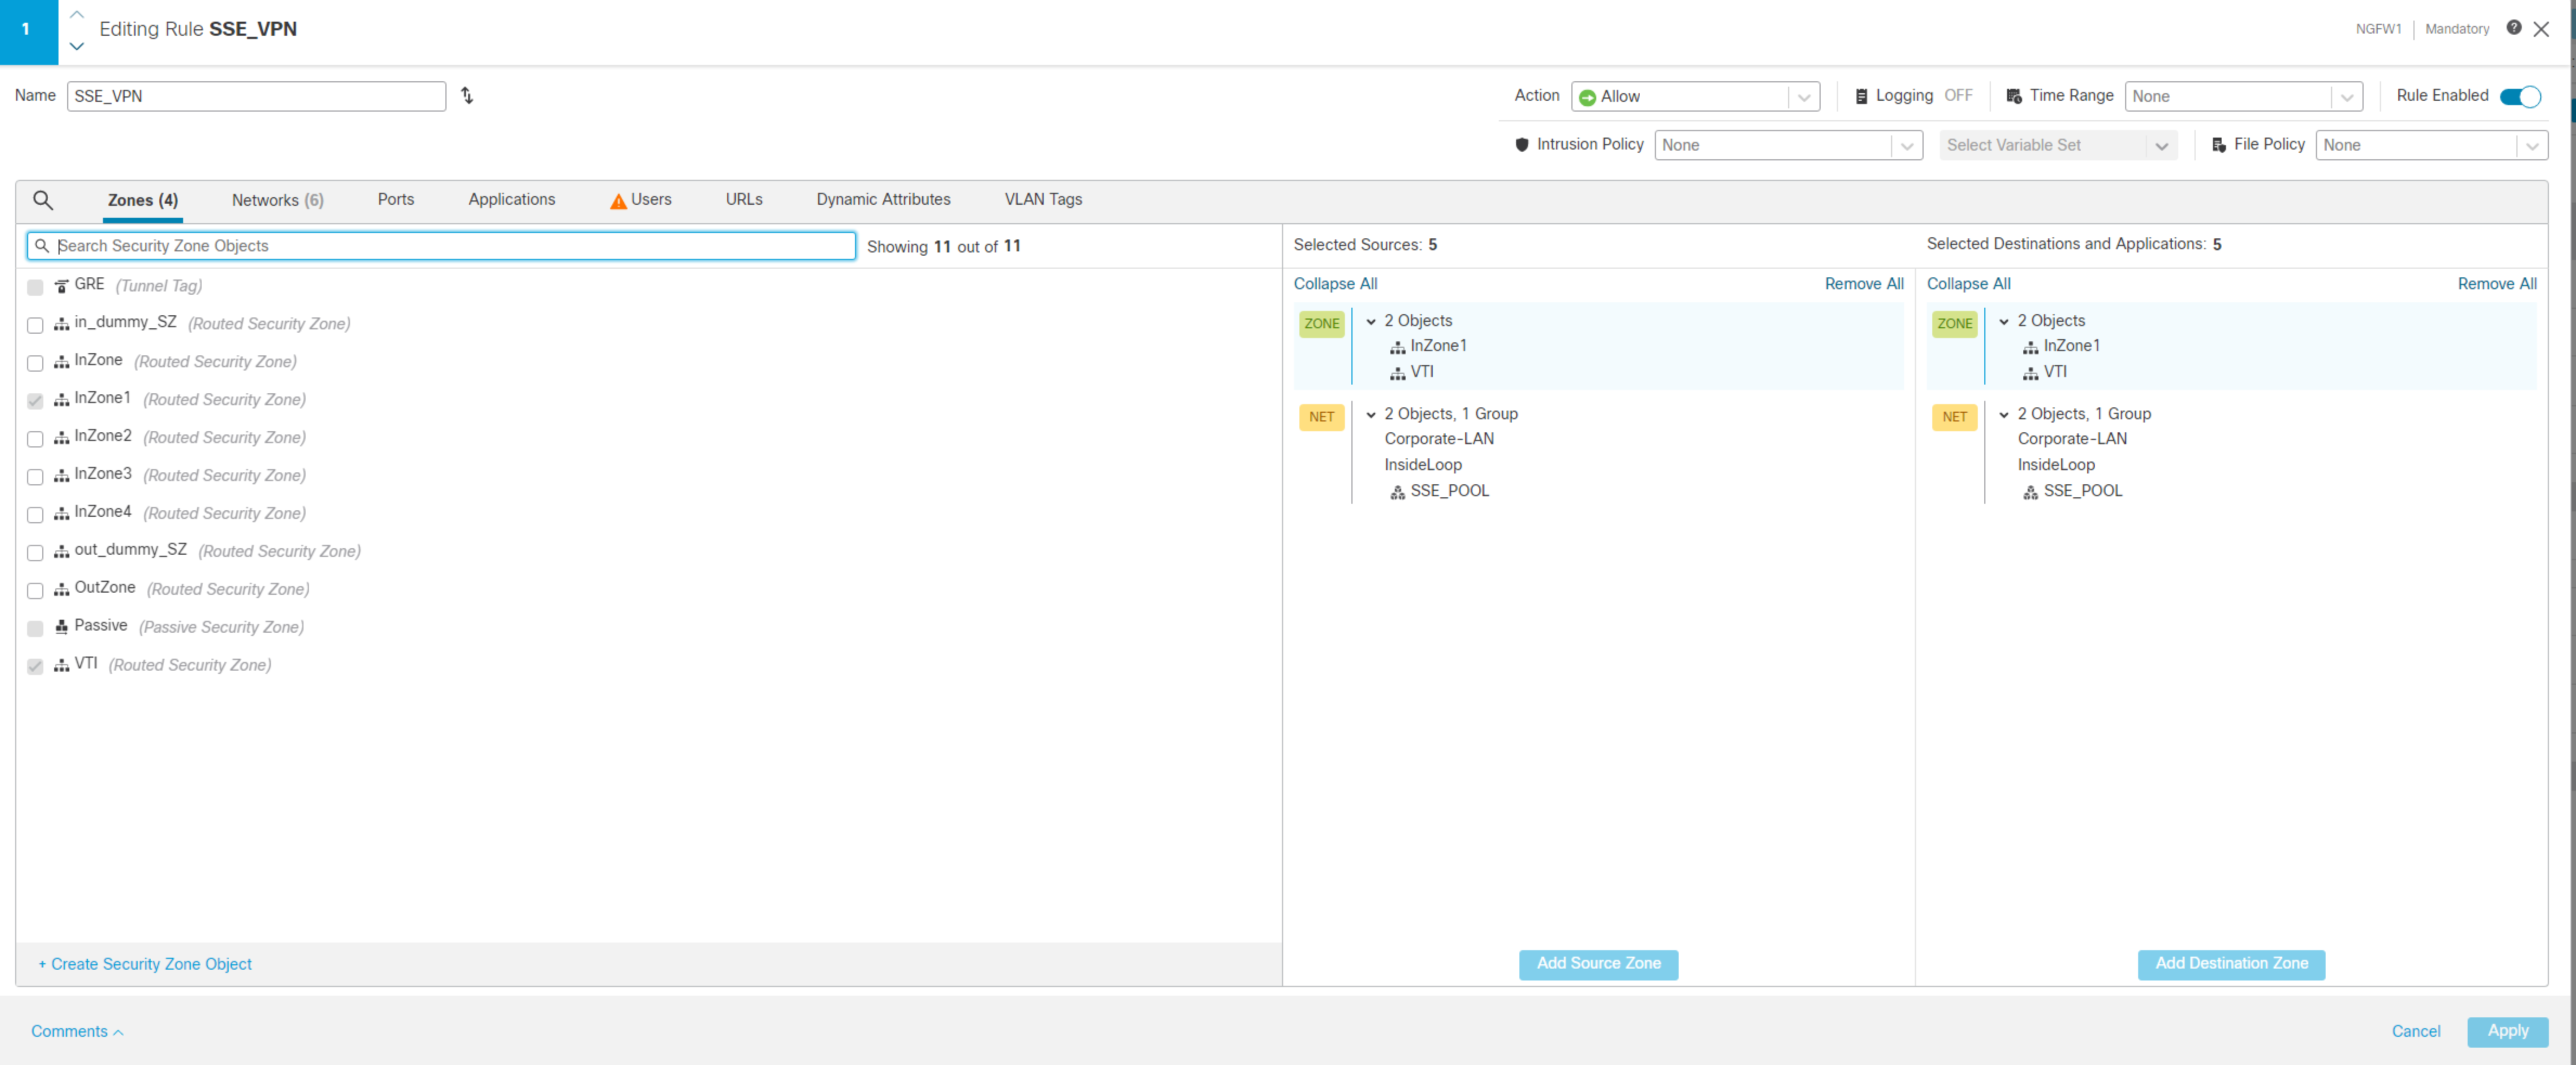 1
Editing Rule SSE_VPN
NGFW1 | Mandatory
Name SSE_VPN
Action Allow
Logging OFF
Time Range None
Rule Enabled
Intrusion Policy None
Select Variable Set
File Policy None
Zones (4) Networks (6) Ports Applications Users URLs Dynamic Attributes VLAN Tags
Search Security Zone Objects
Showing 11 out of 11
GRE (Tunnel Tag)
in_dummy_SZ (Routed Security Zone)
InZone (Routed Security Zone)
InZone1 (Routed Security Zone)
InZone2 (Routed Security Zone)
InZone3 (Routed Security Zone)
InZone4 (Routed Security Zone)
out_dummy_SZ (Routed Security Zone)
OutZone (Routed Security Zone)
Passive (Passive Security Zone)
VTI (Routed Security Zone)
+ Create Security Zone Object
Selected Sources: 5
Collapse All Remove All
ZONE 2 Objects
InZone1
VTI
NET 2 Objects, 1 Group
Corporate-LAN
InsideLoop
SSE_POOL
Add Source Zone
Selected Destinations and Applications: 5
Collapse All Remove All
ZONE 2 Objects
InZone1
VTI
NET 2 Objects, 1 Group
Corporate-LAN
InsideLoop
SSE_POOL
Add Destination Zone
Comments
Cancel Apply